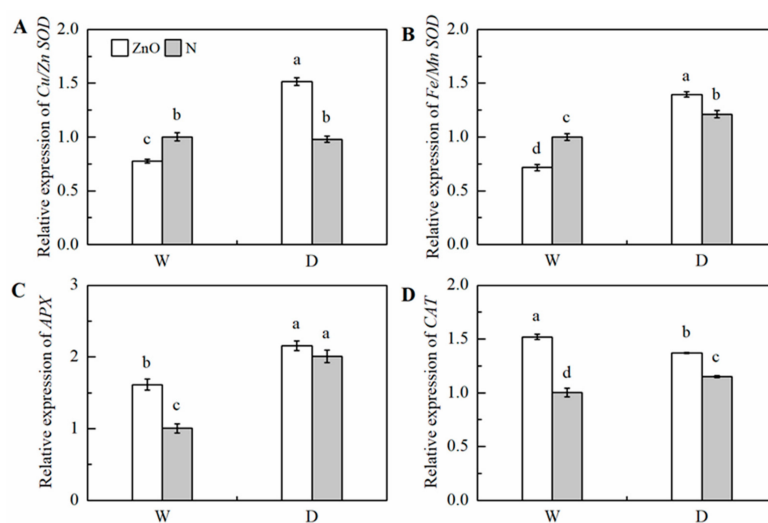 A
Relative expression of Cu/Zn SOD
2.0
1.5
1.0
0.5
0.0
ZnO N
c b a b
W D
B
Relative expression of Fe/Mn SOD
2.0
1.5
1.0
0.5
0.0
d c a b
W D
C
Relative expression of APX
3
2
1
0
b c a a
W D
D
Relative expression of CAT
2.0
1.5
1.0
0.5
0.0
a d b c
W D